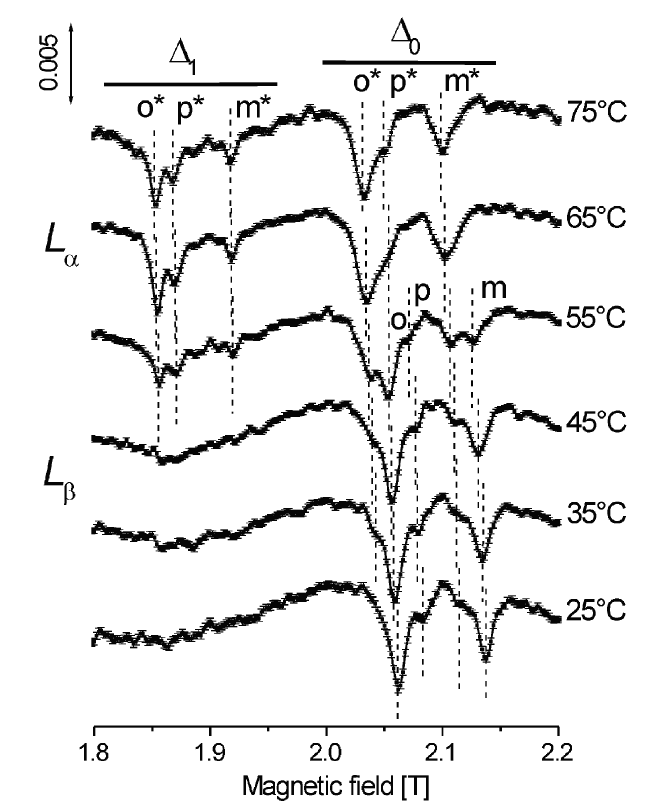 0.005
Δ1
Δ0
o* p* m*
o* p* m*
75°C
65°C
Lα
o p m
55°C
45°C
Lβ
35°C
25°C
1.8 1.9 2.0 2.1 2.2
Magnetic field [T]